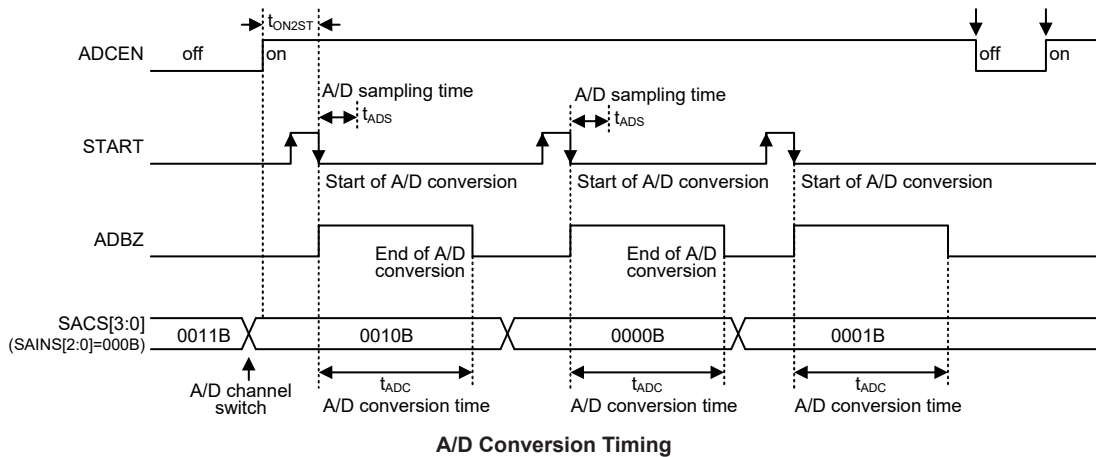 tON2ST
ADCEN
off
on
off
on
A/D sampling time
tADS
A/D sampling time
tADS
START
Start of A/D conversion
Start of A/D conversion
Start of A/D conversion
ADBZ
End of A/D
conversion
End of A/D
conversion
SACS[3:0]
(SAINS[2:0]=000B)
0011B
0010B
0000B
0001B
A/D channel
switch
tADC
A/D conversion time
tADC
A/D conversion time
tADC
A/D conversion time
A/D Conversion Timing